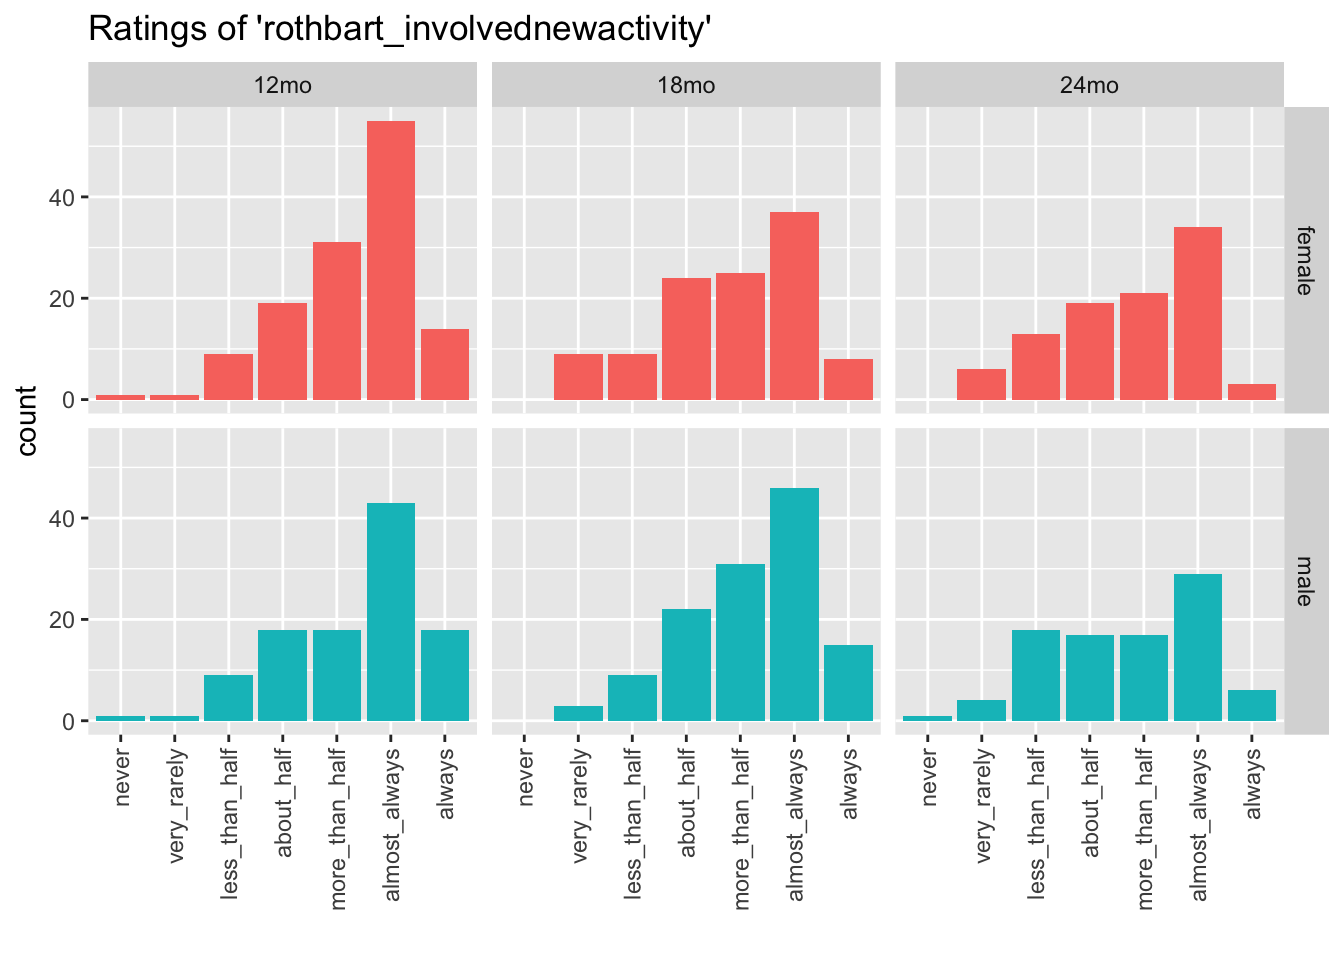 Ratings of 'rothbart_involvednewactivity'
12mo
18mo
24mo
count
40
20
0
female
40
20
0
male
never
very_rarely
less_than_half
about_half
more_than_half
almost_always
always
never
very_rarely
less_than_half
about_half
more_than_half
almost_always
always
never
very_rarely
less_than_half
about_half
more_than_half
almost_always
always